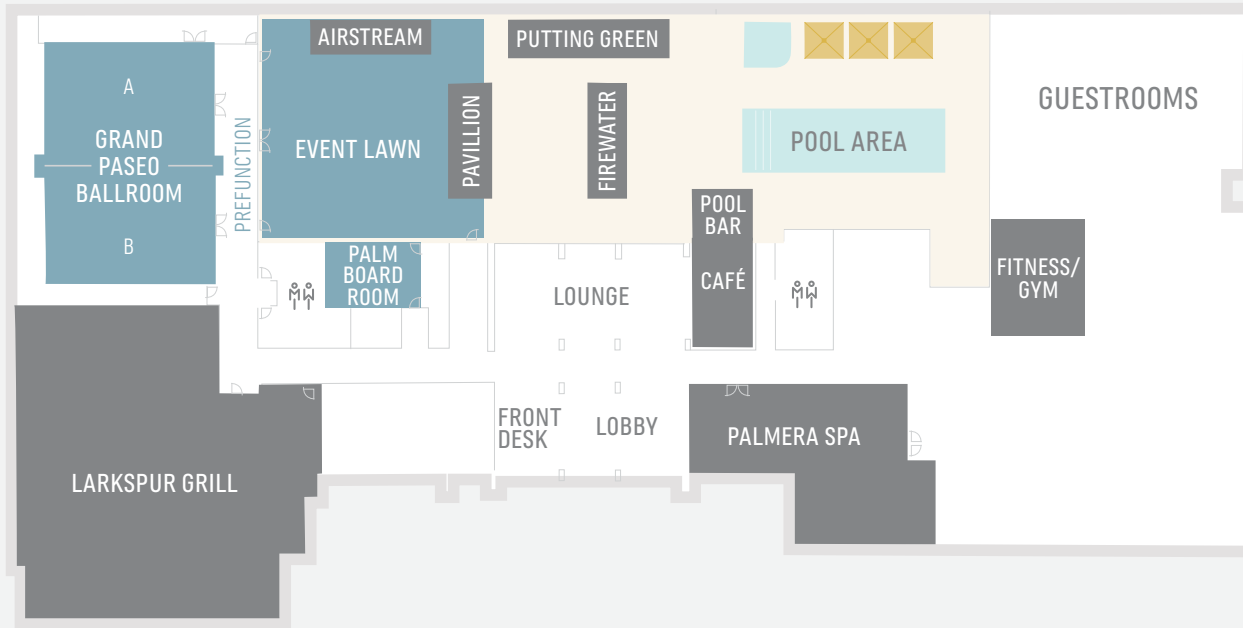 AIRSTREAM
PUTTING GREEN
A
GRAND
PASEO
BALLROOM
B
PREFUNCTION
EVENT LAWN
PAVILLION
FIREWATER
POOL AREA
GUESTROOMS
PALM
BOARD
ROOM
LOUNGE
POOL
BAR
CAFÉ
FITNESS/
GYM
FRONT
DESK
LOBBY
PALMERA SPA
LARKSPUR GRILL